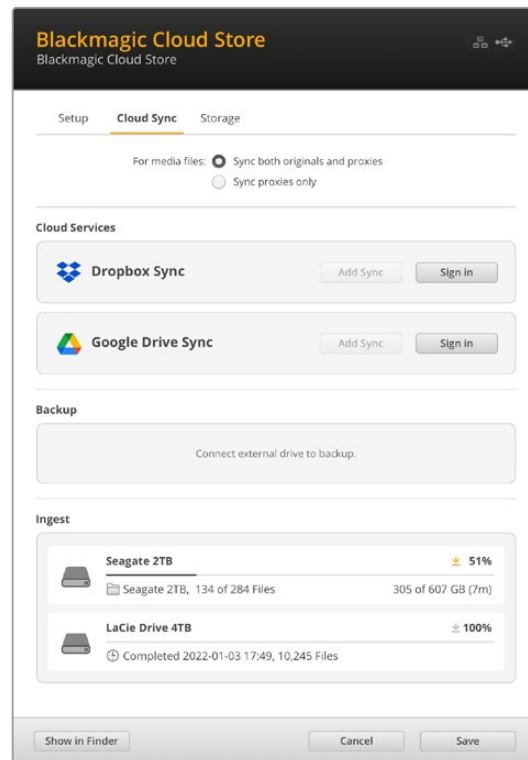 Blackmagic Cloud Store
Blackmagic Cloud Store
Setup Cloud Sync Storage
For media files: Sync both originals and proxies
Sync proxies only
Cloud Services
Dropbox Sync Add Sync Sign in
Google Drive Sync Add Sync Sign in
Backup
Connect external drive to backup.
Ingest
Seagate 2TB 51%
Seagate 2TB, 134 of 284 Files 305 of 607 GB (7m)
LaCie Drive 4TB 100%
Completed 2022-01-03 17:49, 10,245 Files
Show in Finder Cancel Save